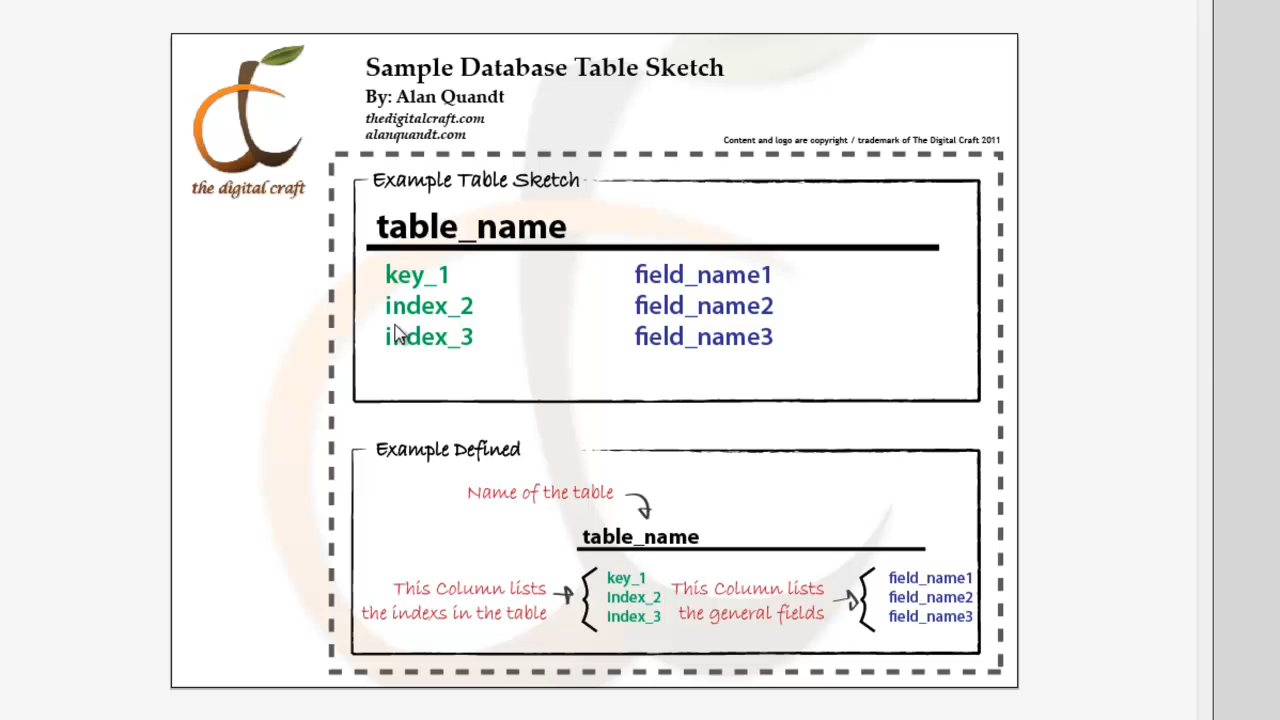 Sample Database Table Sketch
By: Alan Quandt
thedigitalcraft.com
alanquandt.com
Content and logo are copyright / trademark of The Digital Craft 2011
the digital craft
Example Table Sketch
table_name
key_1 field_name1
index_2 field_name2
index_3 field_name3
Example Defined
Name of the table
table_name
This Column lists
the indexs in the table
key_1
Index_2
Index_3
This Column lists
the general fields
field_name1
field_name2
field_name3